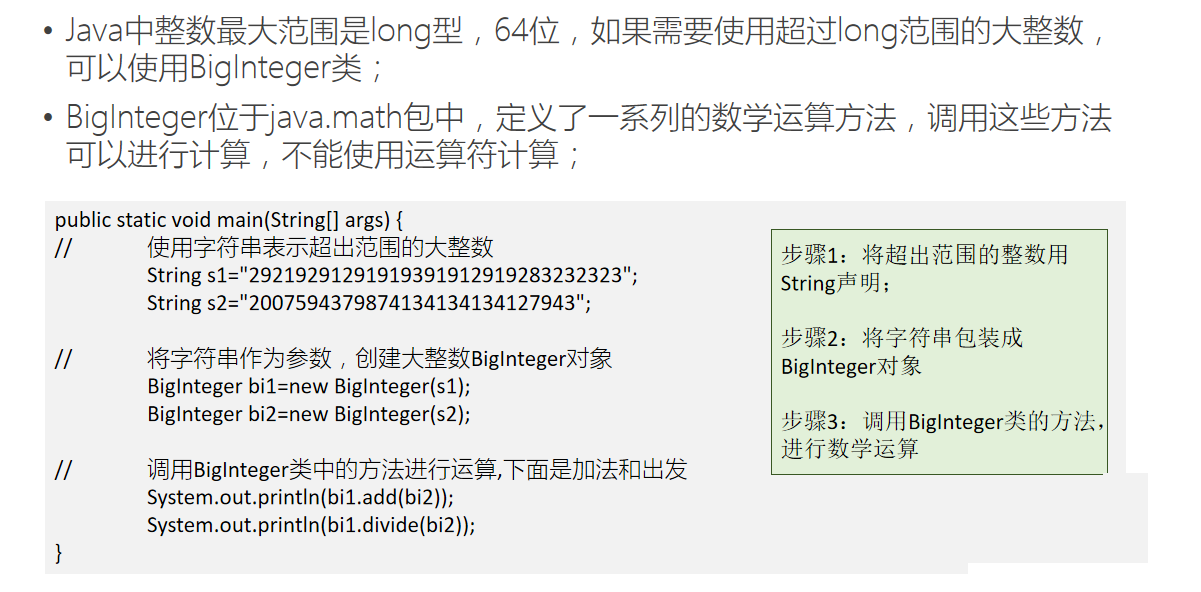 • Java中整数最大范围是long型，64位，如果需要使用超过long范围的大整数，
可以使用BigInteger类；
• BigInteger位于java.math包中，定义了一系列的数学运算方法，调用这些方法
可以进行计算，不能使用运算符计算；
public static void main(String[] args) {
// 使用字符串表示超出范围的大整数
String s1="29219291291919391912919283232323";
String s2="2007594379874134134134127943";
// 将字符串作为参数，创建大整数BigInteger对象
BigInteger bi1=new BigInteger(s1);
BigInteger bi2=new BigInteger(s2);
// 调用BigInteger类中的方法进行运算,下面是加法和出发
System.out.println(bi1.add(bi2));
System.out.println(bi1.divide(bi2));
}
步骤1：将超出范围的整数用
String声明；
步骤2：将字符串包装成
BigInteger对象
步骤3：调用BigInteger类的方法，
进行数学运算